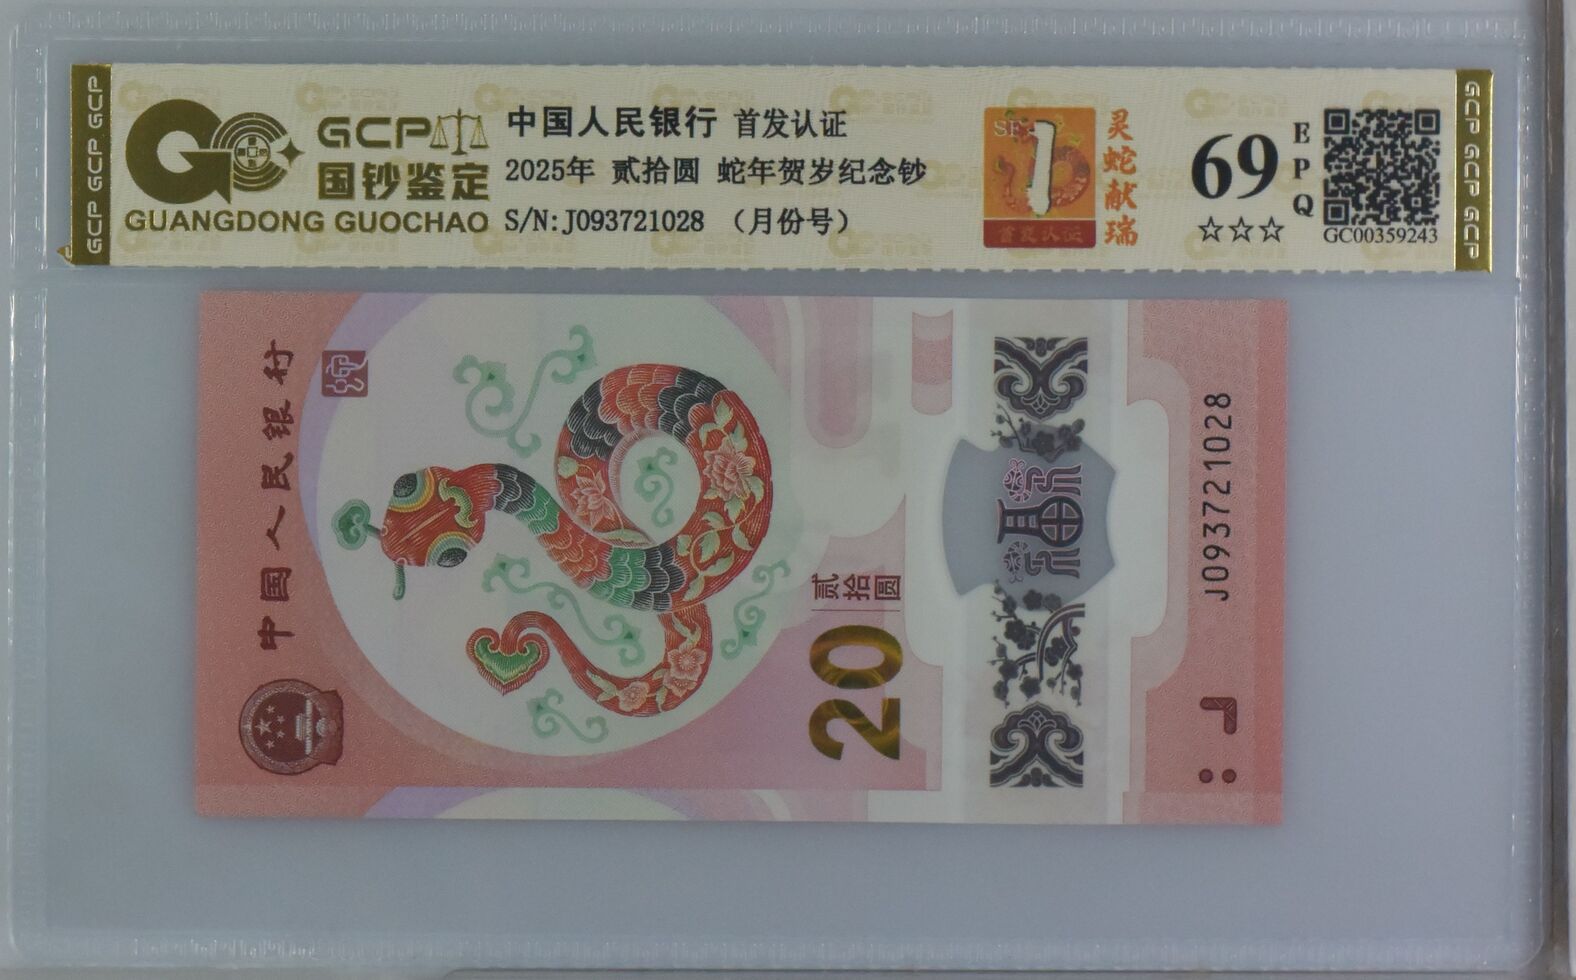 GCP GCP GCP
GCP
国钞鉴定
GUANGDONG GUOCHAO
中国人民银行 首发认证
2025年 贰拾圆 蛇年贺岁纪念钞
S/N: J093721028 （月份号）
1
首发认证
灵蛇献瑞
69
EPQ
☆☆☆
GC00359243
GCP GCP GCP
中国人民银行
贰拾圆
20
福
J093721028